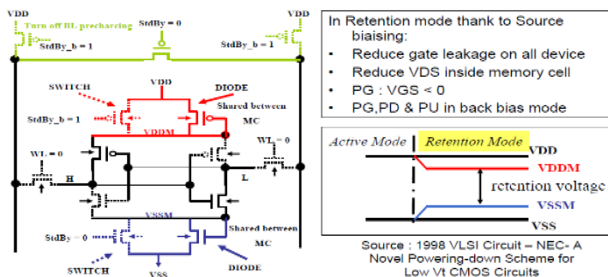 VDD
StdBy = 0
VDD
Turn off BL precharcing
StdBy_b = 1
StdBy_b = 1
SWITCH
VDD
DIODE
StdBy_b = 1
Shared between
MC
VDDM
WL = 0
WL = 0
H
L
VSSM
Shared between
MC
StdBy = 0
SWITCH
VSS
DIODE
In Retention mode thank to Source
biaising:
• Reduce gate leakage on all device
• Reduce VDS inside memory cell
• PG : VGS < 0
• PG,PD & PU in back bias mode
Active Mode
Retention Mode
VDD
VDDM
retention voltage
VSSM
VSS
Source : 1998 VLSI Circuit – NEC- A
Novel Powering-down Scheme for
Low Vt CMOS Circuits